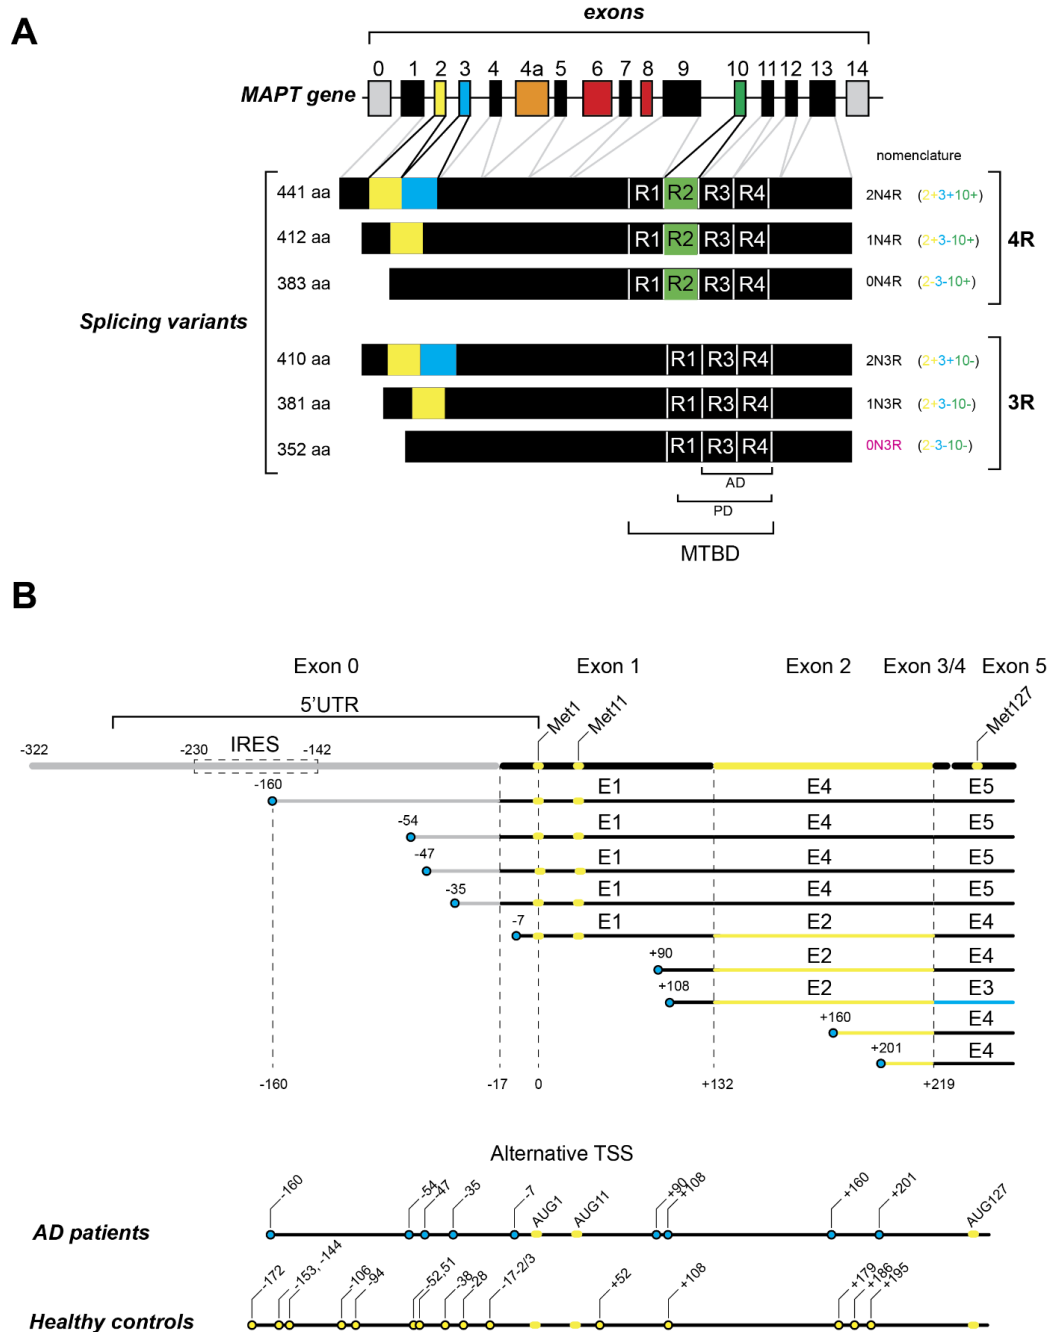 A
exons
0 1 2 3 4 4a 5 6 7 8 9 10 11 12 13 14
MAPT gene
nomenclature
441 aa R1 R2 R3 R4 2N4R (2+3+10+)
412 aa R1 R2 R3 R4 1N4R (2+3-10+)
4R
383 aa R1 R2 R3 R4 0N4R (2-3-10+)
Splicing variants
410 aa R1 R3 R4 2N3R (2+3+10-)
381 aa R1 R3 R4 1N3R (2+3-10-)
3R
352 aa R1 R3 R4 0N3R (2-3-10-)
AD
PD
MTBD
B
Exon 0 Exon 1 Exon 2 Exon 3/4 Exon 5
5'UTR
Met1 Met11 Met127
-322 -230 IRES -142
-160 E1 E4 E5
-54 E1 E4 E5
-47 E1 E4 E5
-35 E1 E4 E5
-7 E1 E2 E4
+90 E2 E4
+108 E2 E3
+160 E4
+201 E4
-160 -17 0 +132 +219
Alternative TSS
-160 -54 -47 -35 -7 AUG1 AUG11 +90 +108 +160 +201 AUG127
AD patients
-172 -153, -144 -106 -94 -52,51 -38 -28 -17-2/3 +52 +108 +179 +186 +195
Healthy controls